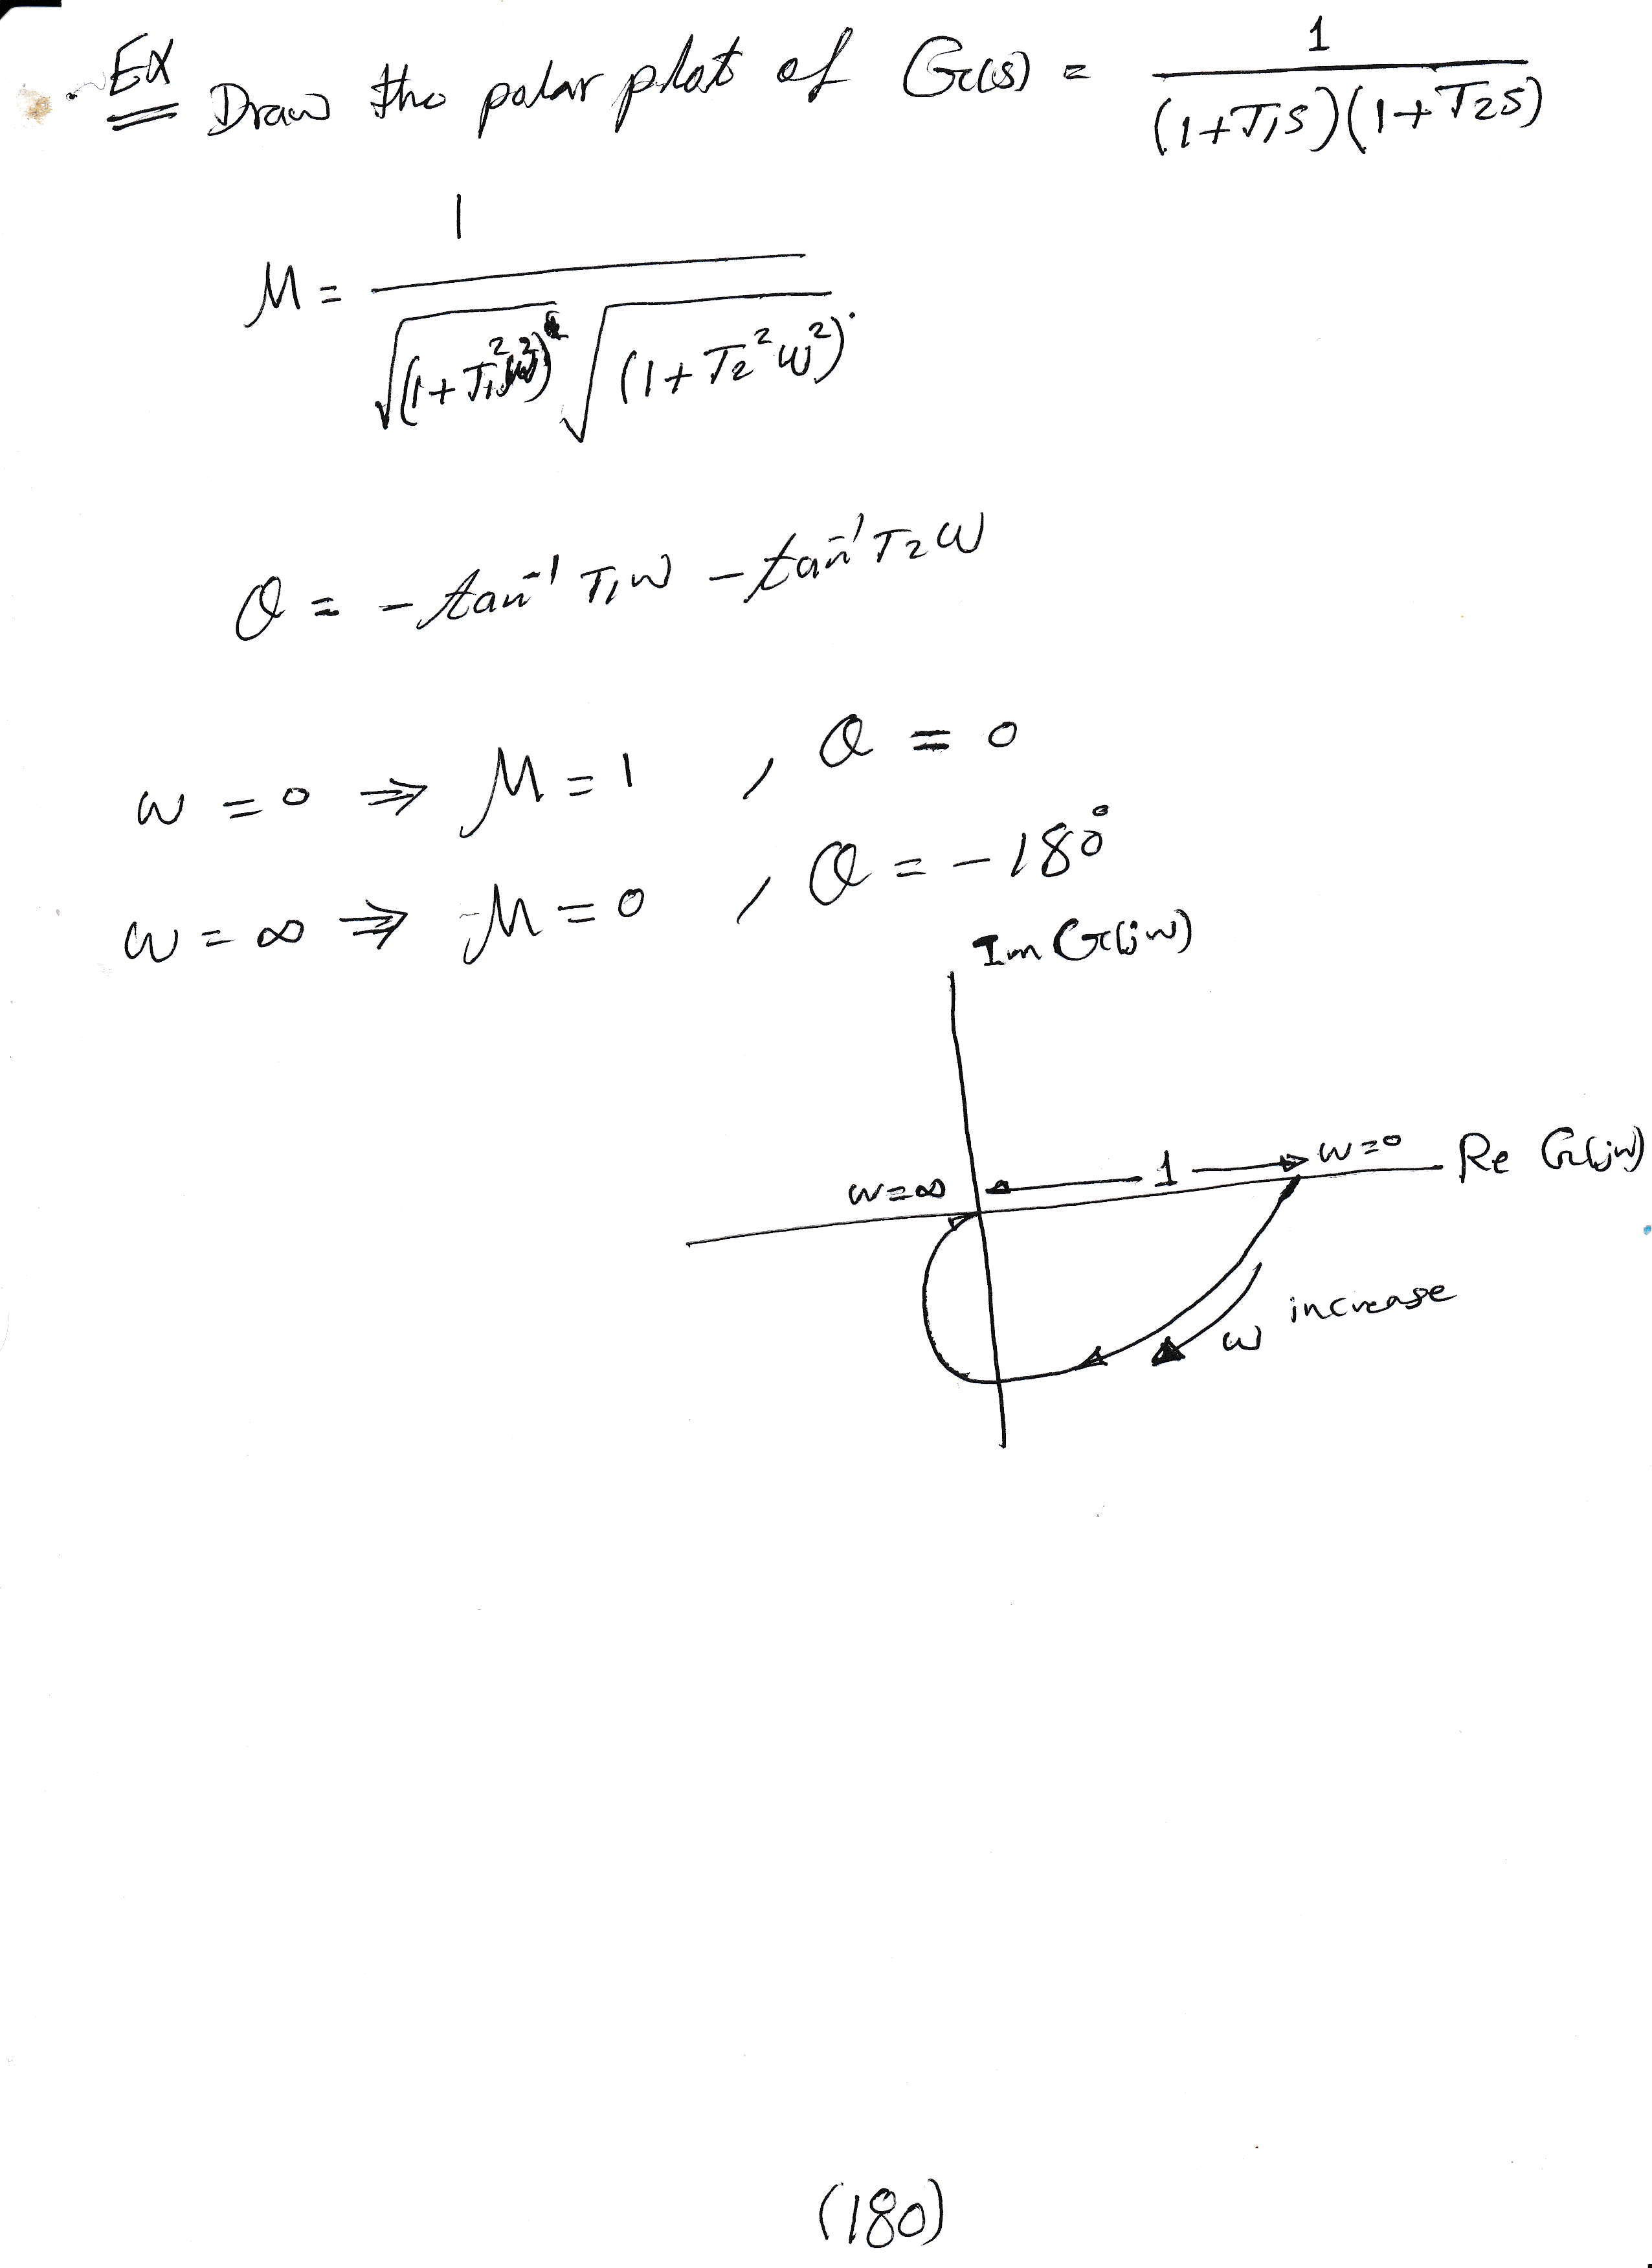 EX Draw the polar plot of G(s) = 1 / (1+T₁s)(1+T₂s)
M = 1 / √(1+T₁²ω²) √(1+T₂²ω²)
θ = - tan⁻¹ T₁ω - tan⁻¹ T₂ω
ω = 0 ⇒ M = 1 , θ = 0
ω = ∞ ⇒ M = 0 , θ = -180°
Im G(jω)
ω=∞ 1 ω=0 Re G(jω)
ω increase
(180)